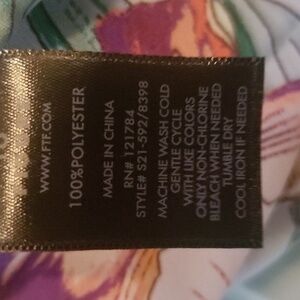 WWW.FTF.COM
100%POLYESTER
MADE IN CHINA
RN# 121784
STYLE# S21-592/8398
MACHINE WASH COLD
GENTLE CYCLE
WITH LIKE COLORS
ONLY NON-CHLORINE
BLEACH WHEN NEEDED
TUMBLE DRY
COOL IRON IF NEEDED